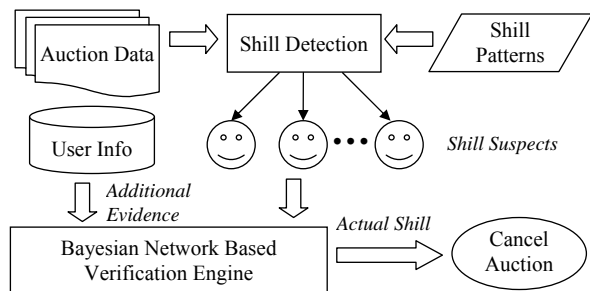 Auction Data
Shill Detection
Shill
Patterns
User Info
Shill Suspects
Additional
Evidence
Actual Shill
Bayesian Network Based
Verification Engine
Cancel
Auction